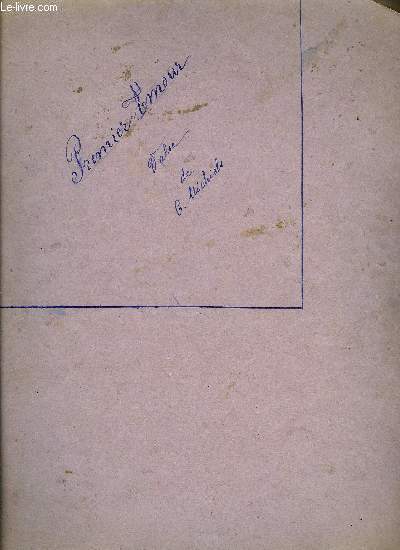 Le-livre.com
Premier Amour
Valse
de